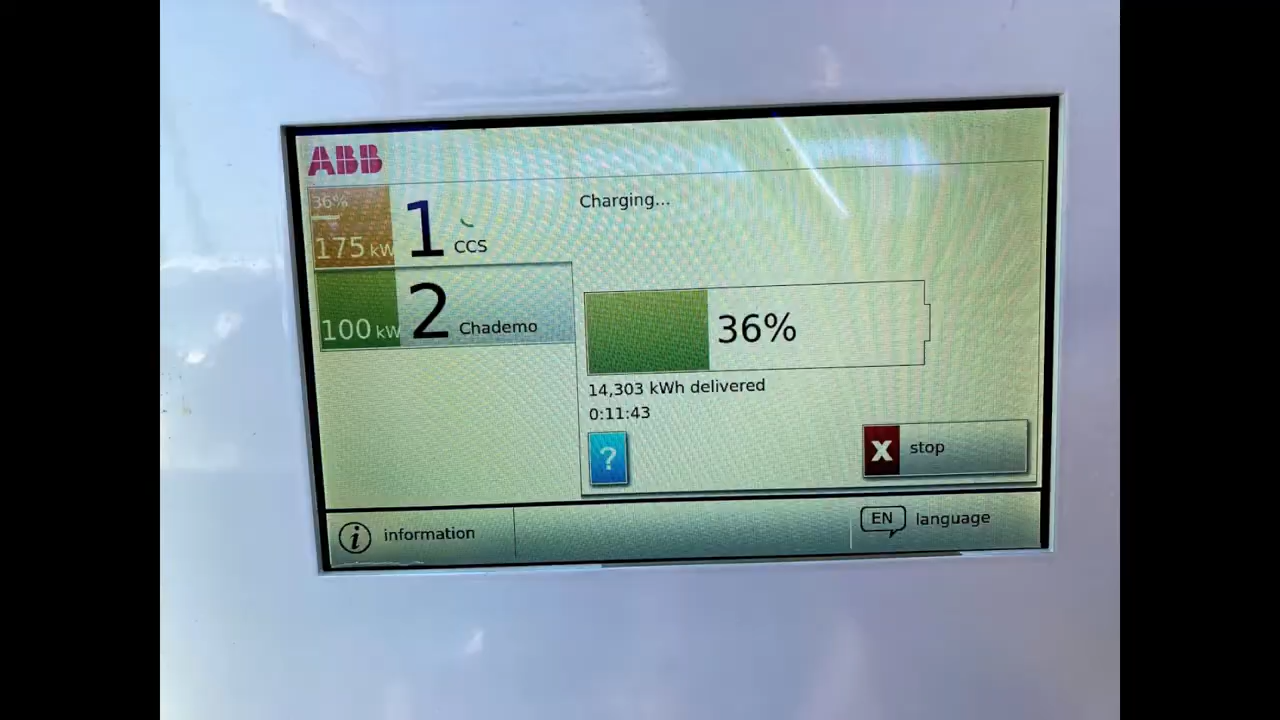 ABB
36%
175 kW
1
CCS
100 kW
2
Chademo
Charging...
36%
14,303 kWh delivered
0:11:43
?
X stop
i information
EN language